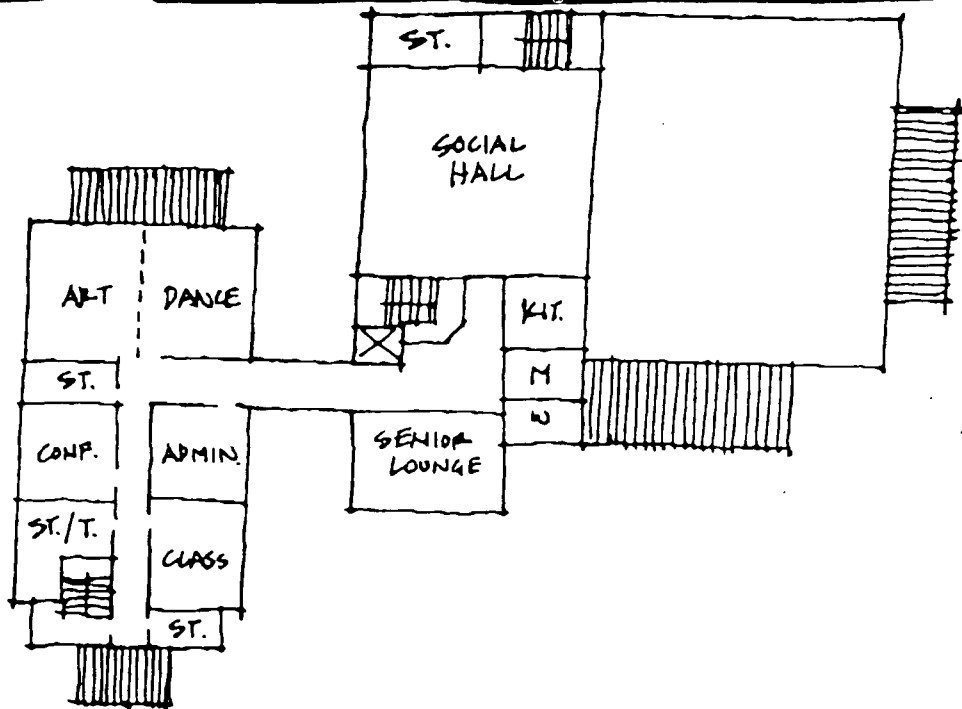 ST.
SOCIAL
HALL
ART
DANCE
KIT.
ST.
M
W
CONF.
ADMIN.
SENIOR
LOUNGE
ST./T.
CLASS
ST.